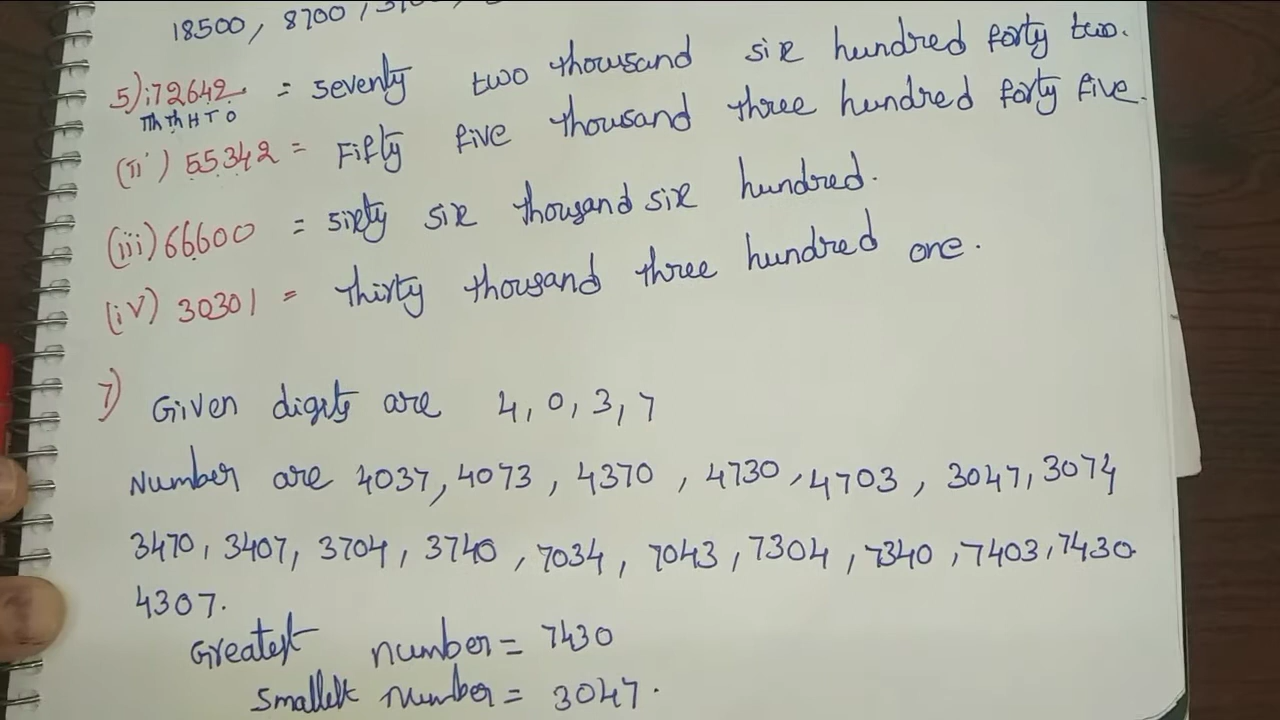 18500, 8700,
5) i 72642 = seventy two thousand six hundred forty two.
Th Th H T O
(ii) 55342 = Fifty five thousand three hundred forty five.
(iii) 66600 = sixty six thousand six hundred.
(iv) 30301 = Thirty thousand three hundred one.
7) Given digits are 4, 0, 3, 7
Number are 4037, 4073, 4370, 4730, 4703, 3047, 3074
3470, 3407, 3704, 3740, 7034, 7043, 7304, 7340, 7403, 7430
4307.
Greatest number = 7430
Smallest number = 3047.